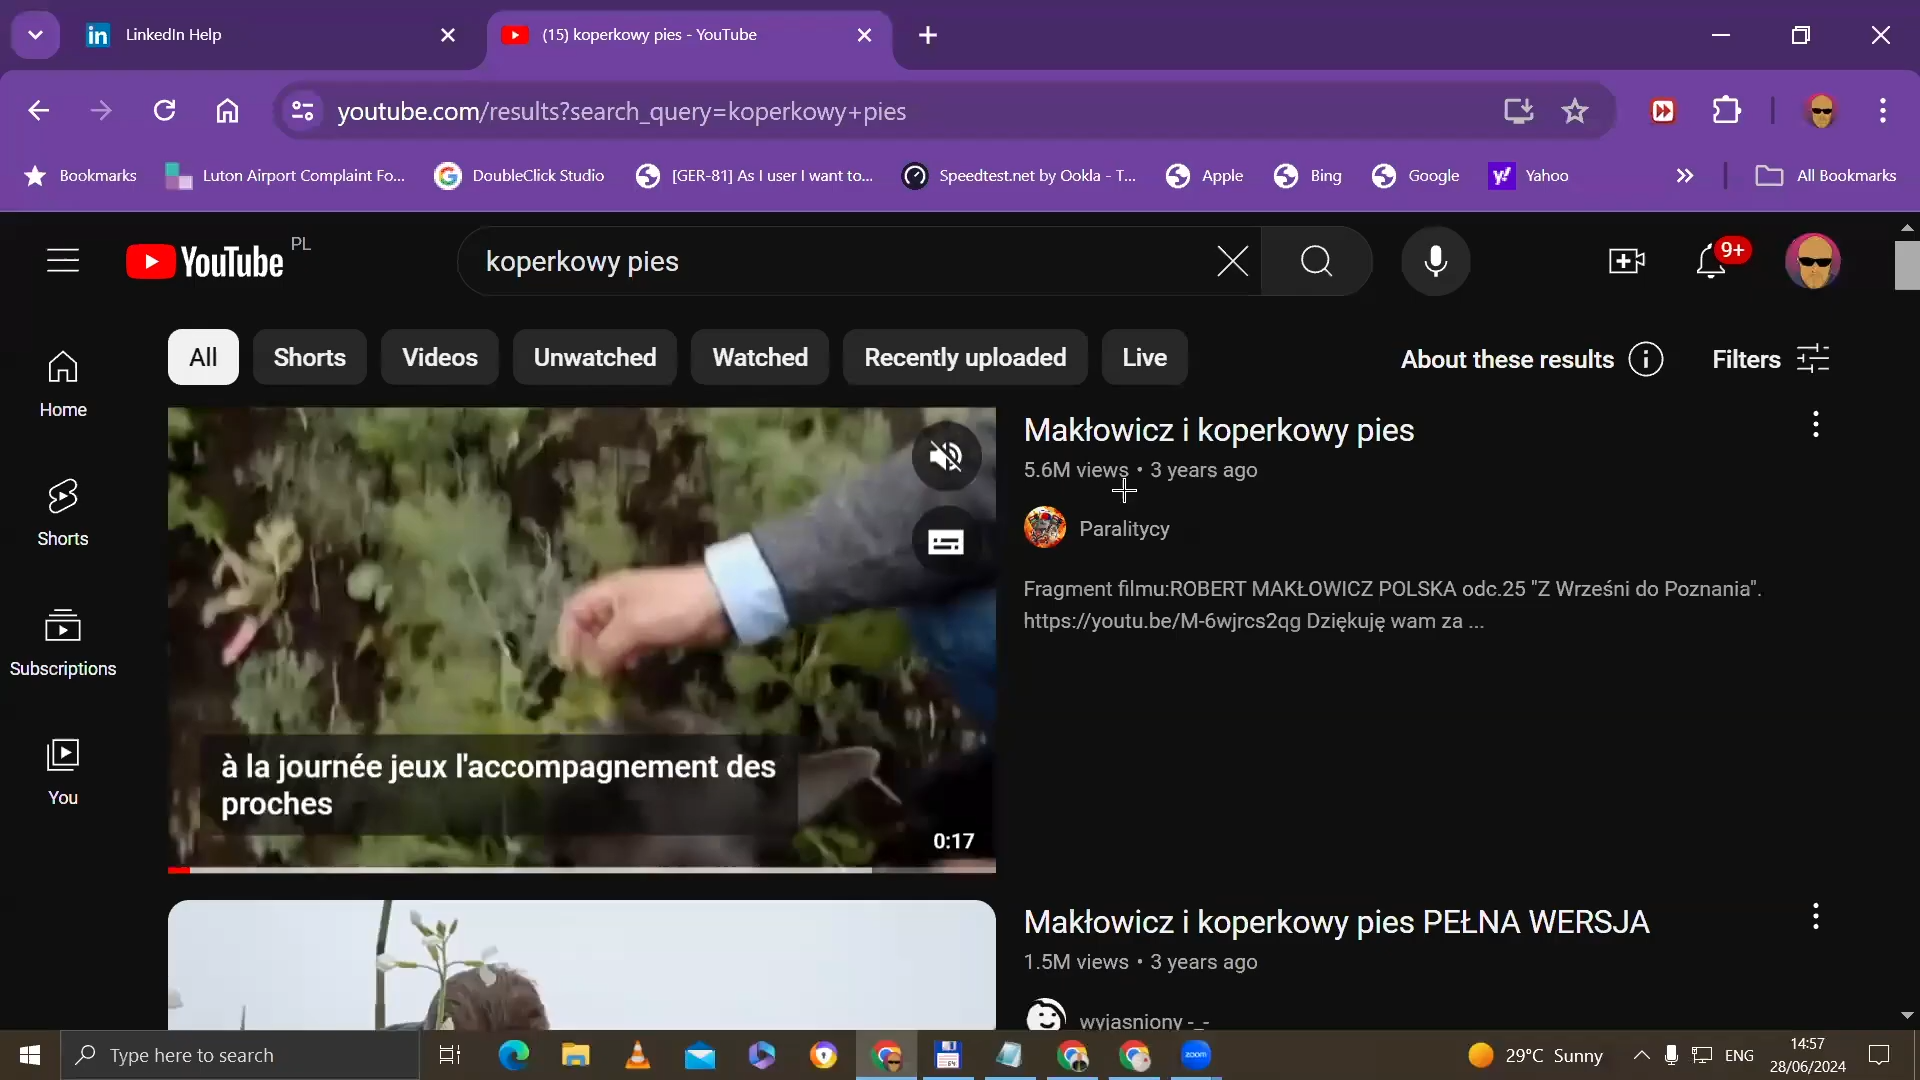 LinkedIn Help
(15) koperkowy pies - YouTube
youtube.com/results?search_query=koperkowy+pies
Bookmarks
Luton Airport Complaint Fo...
DoubleClick Studio
[GER-81] As I user I want to...
Speedtest.net by Ookla - T...
Apple
Bing
Google
Yahoo
All Bookmarks
YouTube PL
koperkowy pies
9+
All
Shorts
Videos
Unwatched
Watched
Recently uploaded
Live
About these results
Filters
Home
Shorts
Subscriptions
You
à la journée jeux l'accompagnement des
proches
0:17
Makłowicz i koperkowy pies
5.6M views • 3 years ago
Paralitycy
Fragment filmu:ROBERT MAKŁOWICZ POLSKA odc.25 "Z Wrześni do Poznania".
https://youtu.be/M-6wjrcs2qg Dziękuję wam za ...
Makłowicz i koperkowy pies PEŁNA WERSJA
1.5M views • 3 years ago
wyjasniony -_-
Type here to search
zoom
29°C Sunny
ENG
14:57
28/06/2024